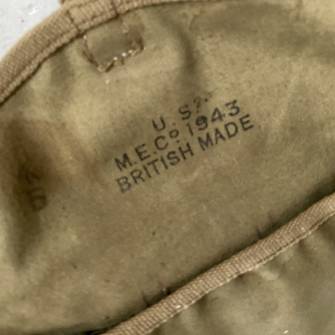 U. S.
M.E.Co. 1943
BRITISH MADE